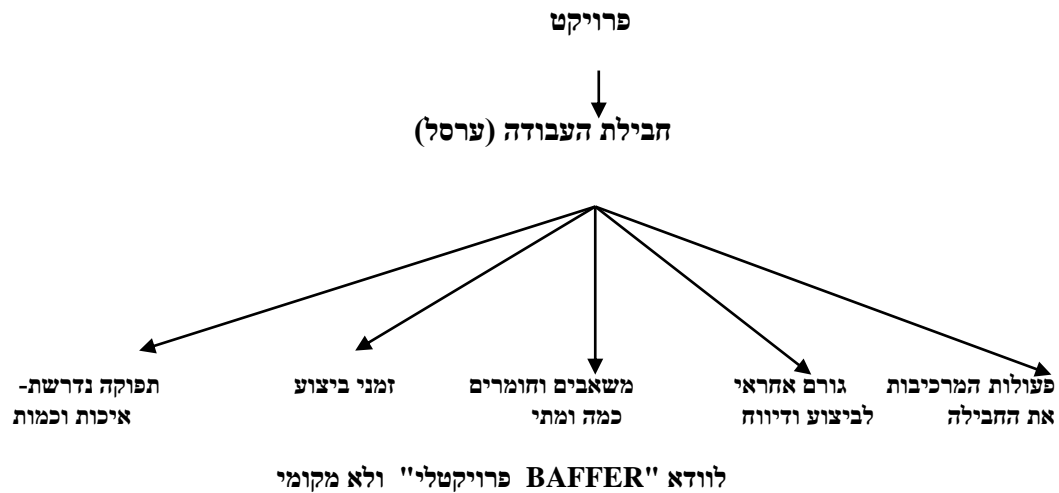 פרויקט
חבילת העבודה (ערסל)
פעולות המרכיבות
את החבילה
גורם אחראי
לביצוע ודיווח
משאבים וחומרים
כמה ומתי
זמני ביצוע
תפוקה נדרשת-
איכות וכמות
לוודא "BAFFER פרויקטלי" ולא מקומי